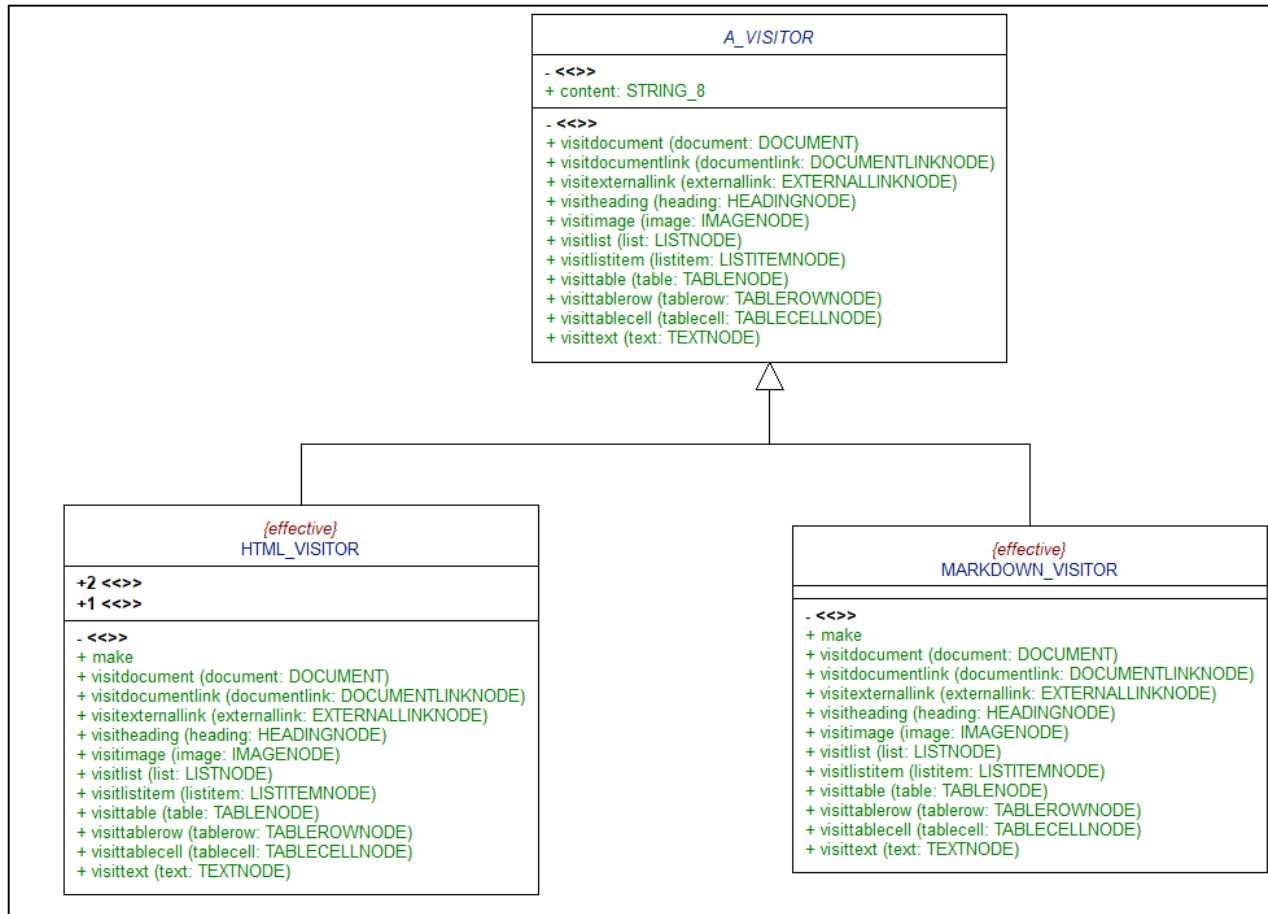 A_VISITOR
- <<>>
+ content: STRING_8
- <<>>
+ visitdocument (document: DOCUMENT)
+ visitdocumentlink (documentlink: DOCUMENTLINKNODE)
+ visitexternallink (externallink: EXTERNALLINKNODE)
+ visitheading (heading: HEADINGNODE)
+ visitimage (image: IMAGENODE)
+ visitlist (list: LISTNODE)
+ visitlistitem (listitem: LISTITEMNODE)
+ visittable (table: TABLENODE)
+ visittablerow (tablerow: TABLEROWNODE)
+ visittablecell (tablecell: TABLECELLNODE)
+ visittext (text: TEXTNODE)
{effective}
HTML_VISITOR
+2 <<>>
+1 <<>>
- <<>>
+ make
+ visitdocument (document: DOCUMENT)
+ visitdocumentlink (documentlink: DOCUMENTLINKNODE)
+ visitexternallink (externallink: EXTERNALLINKNODE)
+ visitheading (heading: HEADINGNODE)
+ visitimage (image: IMAGENODE)
+ visitlist (list: LISTNODE)
+ visitlistitem (listitem: LISTITEMNODE)
+ visittable (table: TABLENODE)
+ visittablerow (tablerow: TABLEROWNODE)
+ visittablecell (tablecell: TABLECELLNODE)
+ visittext (text: TEXTNODE)
{effective}
MARKDOWN_VISITOR
- <<>>
+ make
+ visitdocument (document: DOCUMENT)
+ visitdocumentlink (documentlink: DOCUMENTLINKNODE)
+ visitexternallink (externallink: EXTERNALLINKNODE)
+ visitheading (heading: HEADINGNODE)
+ visitimage (image: IMAGENODE)
+ visitlist (list: LISTNODE)
+ visitlistitem (listitem: LISTITEMNODE)
+ visittable (table: TABLENODE)
+ visittablerow (tablerow: TABLEROWNODE)
+ visittablecell (tablecell: TABLECELLNODE)
+ visittext (text: TEXTNODE)